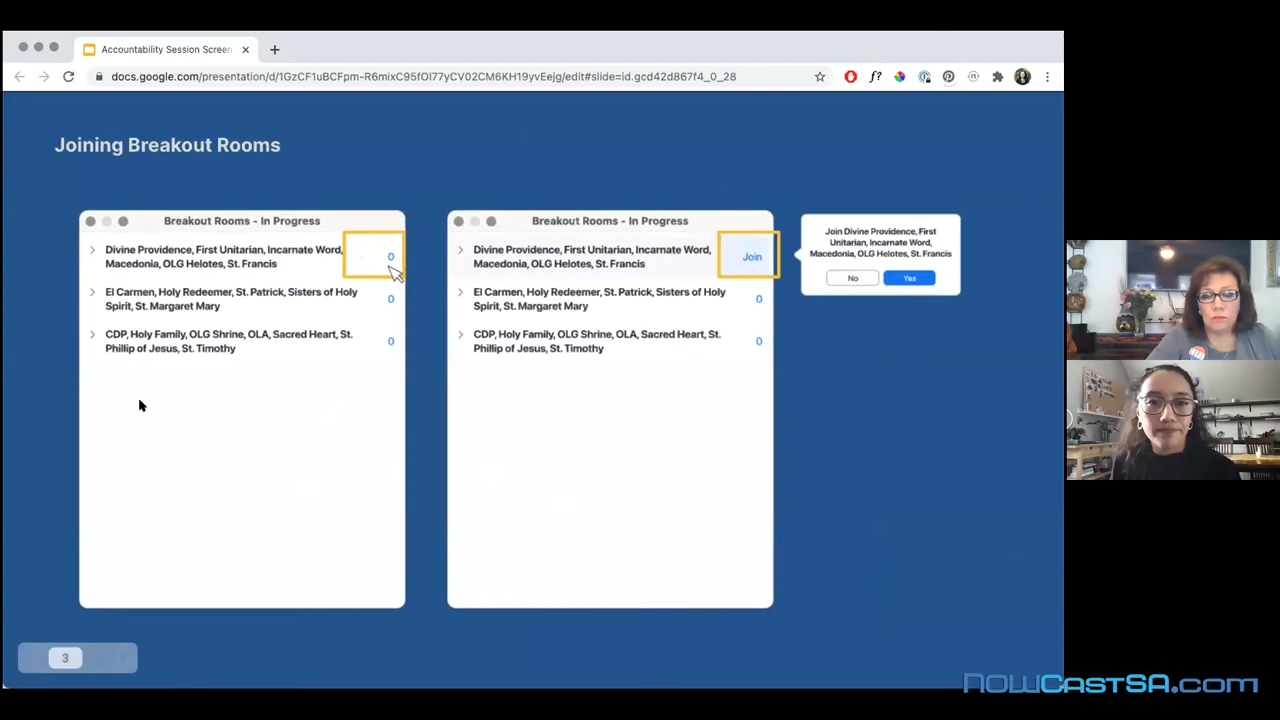 Accountability Session Screen
docs.google.com/presentation/d/1GzCF1uBCFpm-R6mixC95fOl77yCV02CM6KH19yvEejg/edit#slide=id.gcd42d867f4_0_28
Joining Breakout Rooms
Breakout Rooms - In Progress
Divine Providence, First Unitarian, Incarnate Word,
Macedonia, OLG Helotes, St. Francis
0
El Carmen, Holy Redeemer, St. Patrick, Sisters of Holy
Spirit, St. Margaret Mary
0
CDP, Holy Family, OLG Shrine, OLA, Sacred Heart, St.
Phillip of Jesus, St. Timothy
0
Breakout Rooms - In Progress
Divine Providence, First Unitarian, Incarnate Word,
Macedonia, OLG Helotes, St. Francis
Join
El Carmen, Holy Redeemer, St. Patrick, Sisters of Holy
Spirit, St. Margaret Mary
0
CDP, Holy Family, OLG Shrine, OLA, Sacred Heart, St.
Phillip of Jesus, St. Timothy
0
Join Divine Providence, First
Unitarian, Incarnate Word,
Macedonia, OLG Helotes, St. Francis
No Yes
3
NOWCastSA.com